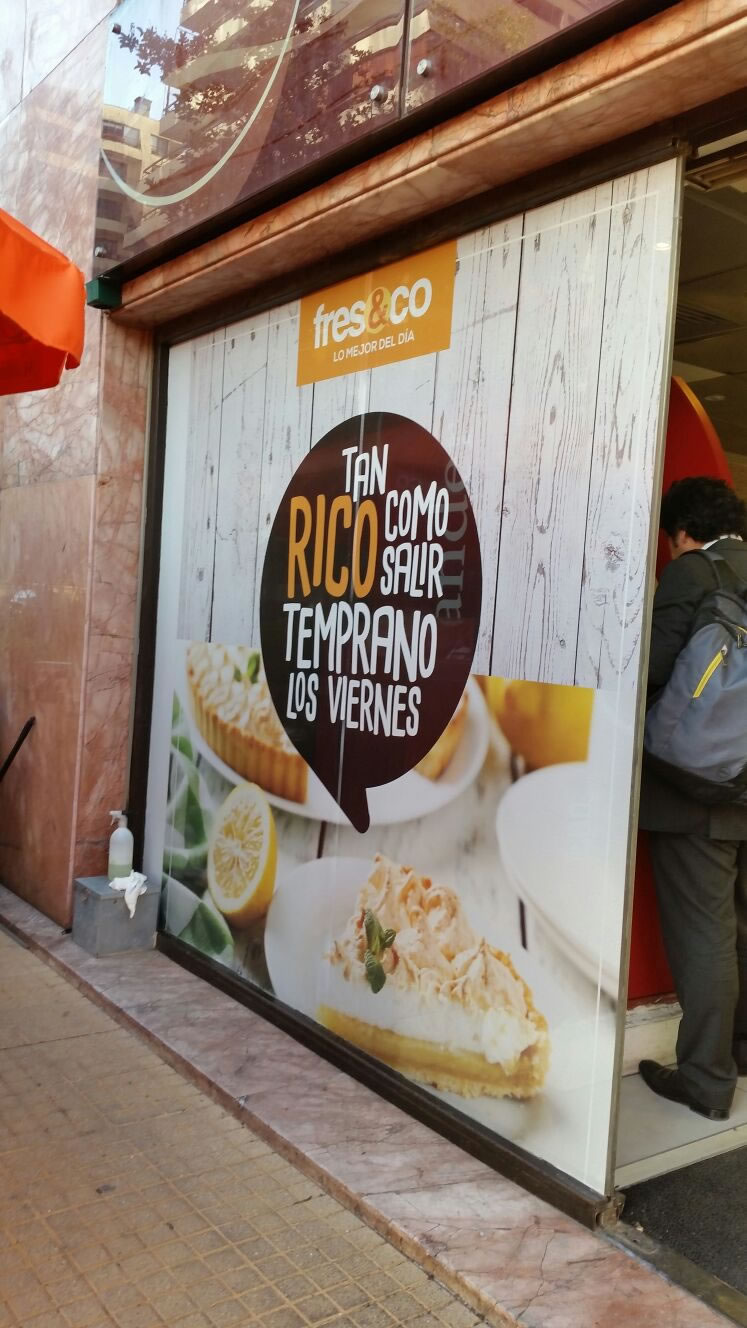 fres&co
LO MEJOR DEL DÍA
TAN
RICO COMO
SALIR
TEMPRANO
LOS VIERNES